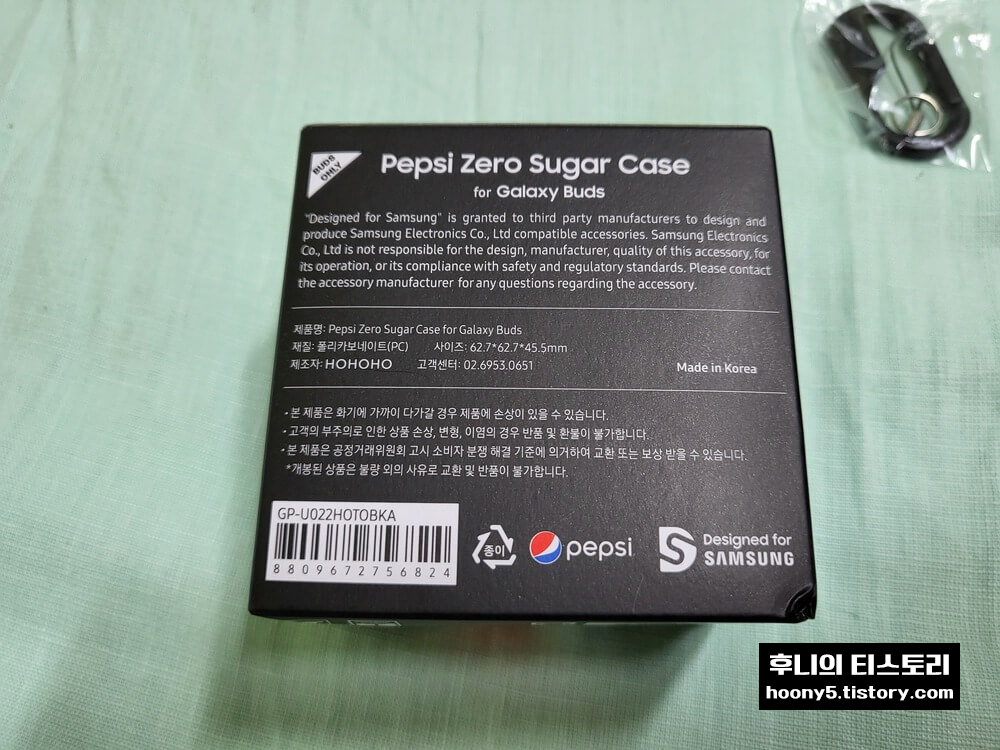 BUDS
ONLY
Pepsi Zero Sugar Case
for Galaxy Buds
"Designed for Samsung" is granted to third party manufacturers to design and
produce Samsung Electronics Co., Ltd compatible accessories. Samsung Electronics
Co., Ltd is not responsible for the design, manufacturer, quality of this accessory, for
its operation, or its compliance with safety and regulatory standards. Please contact
the accessory manufacturer for any questions regarding the accessory.
제품명: Pepsi Zero Sugar Case for Galaxy Buds
재질: 폴리카보네이트(PC) 사이즈: 62.7*62.7*45.5mm
제조자: HOHOHO 고객센터: 02.6953.0651
Made in Korea
• 본 제품은 화기에 가까이 다가갈 경우 제품에 손상이 있을 수 있습니다.
• 고객의 부주의로 인한 상품 손상, 변형, 이염의 경우 반품 및 환불이 불가합니다.
• 본 제품은 공정거래위원회 고시 소비자 분쟁 해결 기준에 의거하여 교환 또는 보상 받을 수 있습니다.
*개봉된 상품은 불량 외의 사유로 교환 및 반품이 불가합니다.
GP-U022HOTOBKA
8809672756824
종이
pepsi
Designed for
SAMSUNG
후니의 티스토리
hoony5.tistory.com